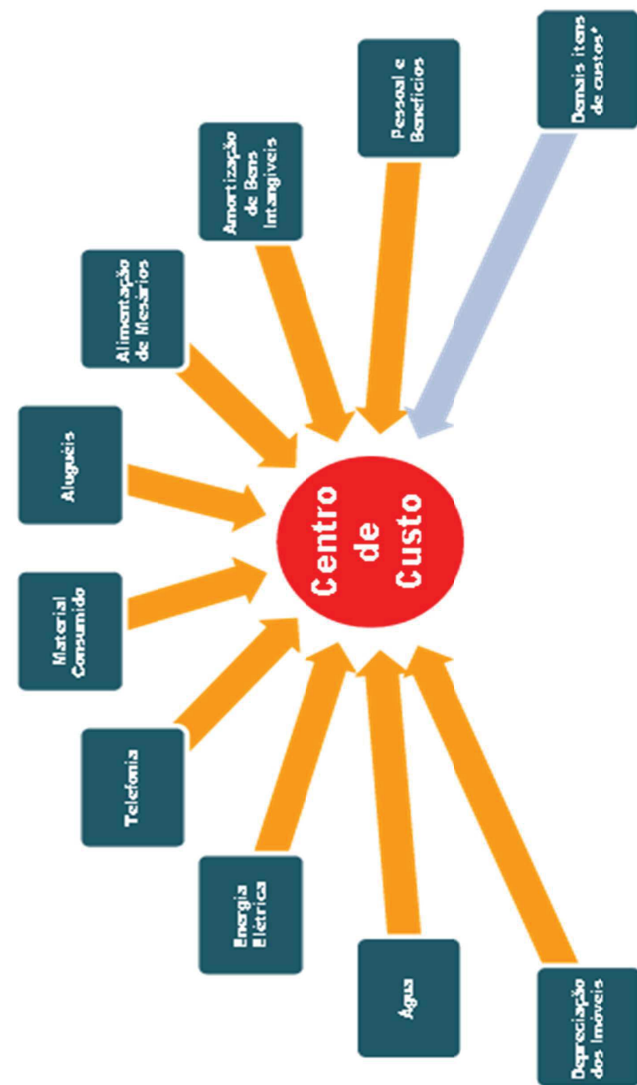 Material
Consumido
Aluguéis
Telefonia
Alimentação
de Mesários
Energia
Elétrica
Amortização
de Bens
Intangíveis
Centro
de
Custo
Água
Pessoal e
Benefícios
Depreciação
dos Imóveis
Demais itens
de custos*